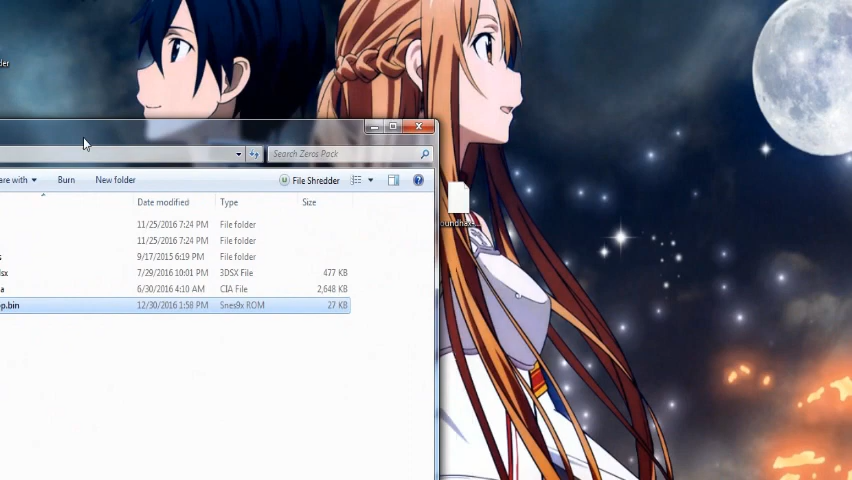 der
Search Zeros Pack
are with Burn New folder File Shredder
Date modified Type Size
11/25/2016 7:24 PM File folder
11/25/2016 7:24 PM File folder
s 9/17/2015 6:19 PM File folder
dsx 7/29/2016 10:01 PM 3DSX File 477 KB
a 6/30/2016 4:10 AM CIA File 2,648 KB
p.bin 12/30/2016 1:58 PM Snes9x ROM 27 KB
oundhax-...